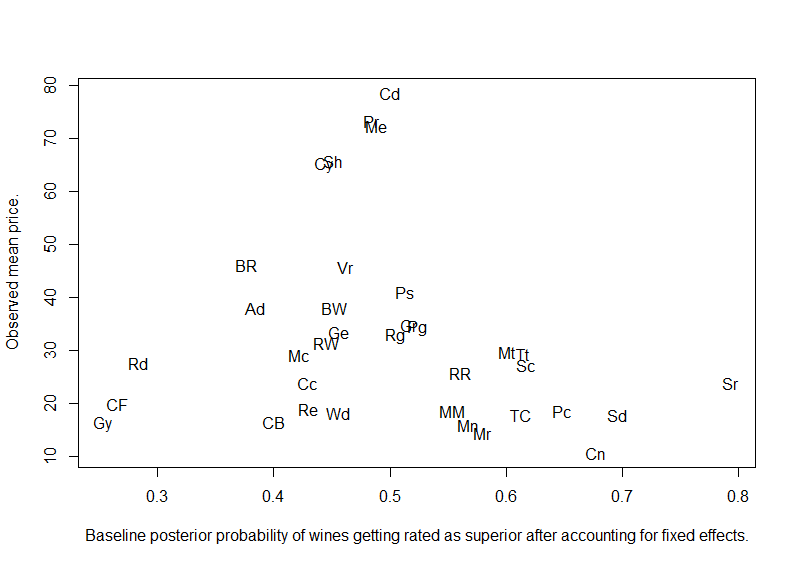 80
70
60
50
40
30
20
10
Observed mean price.
Cd
Pr
Me
Sh
Cy
BR
Vr
Ps
Ad
BW
Gr
Pg
Ge
Rg
RW
Mc
Mt
Tt
Rd
Sc
RR
Cc
Sr
CF
Re
Wd
MM
Pc
TC
Sd
Gy
CB
Mn
Mr
Cn
0.3 0.4 0.5 0.6 0.7 0.8
Baseline posterior probability of wines getting rated as superior after accounting for fixed effects.